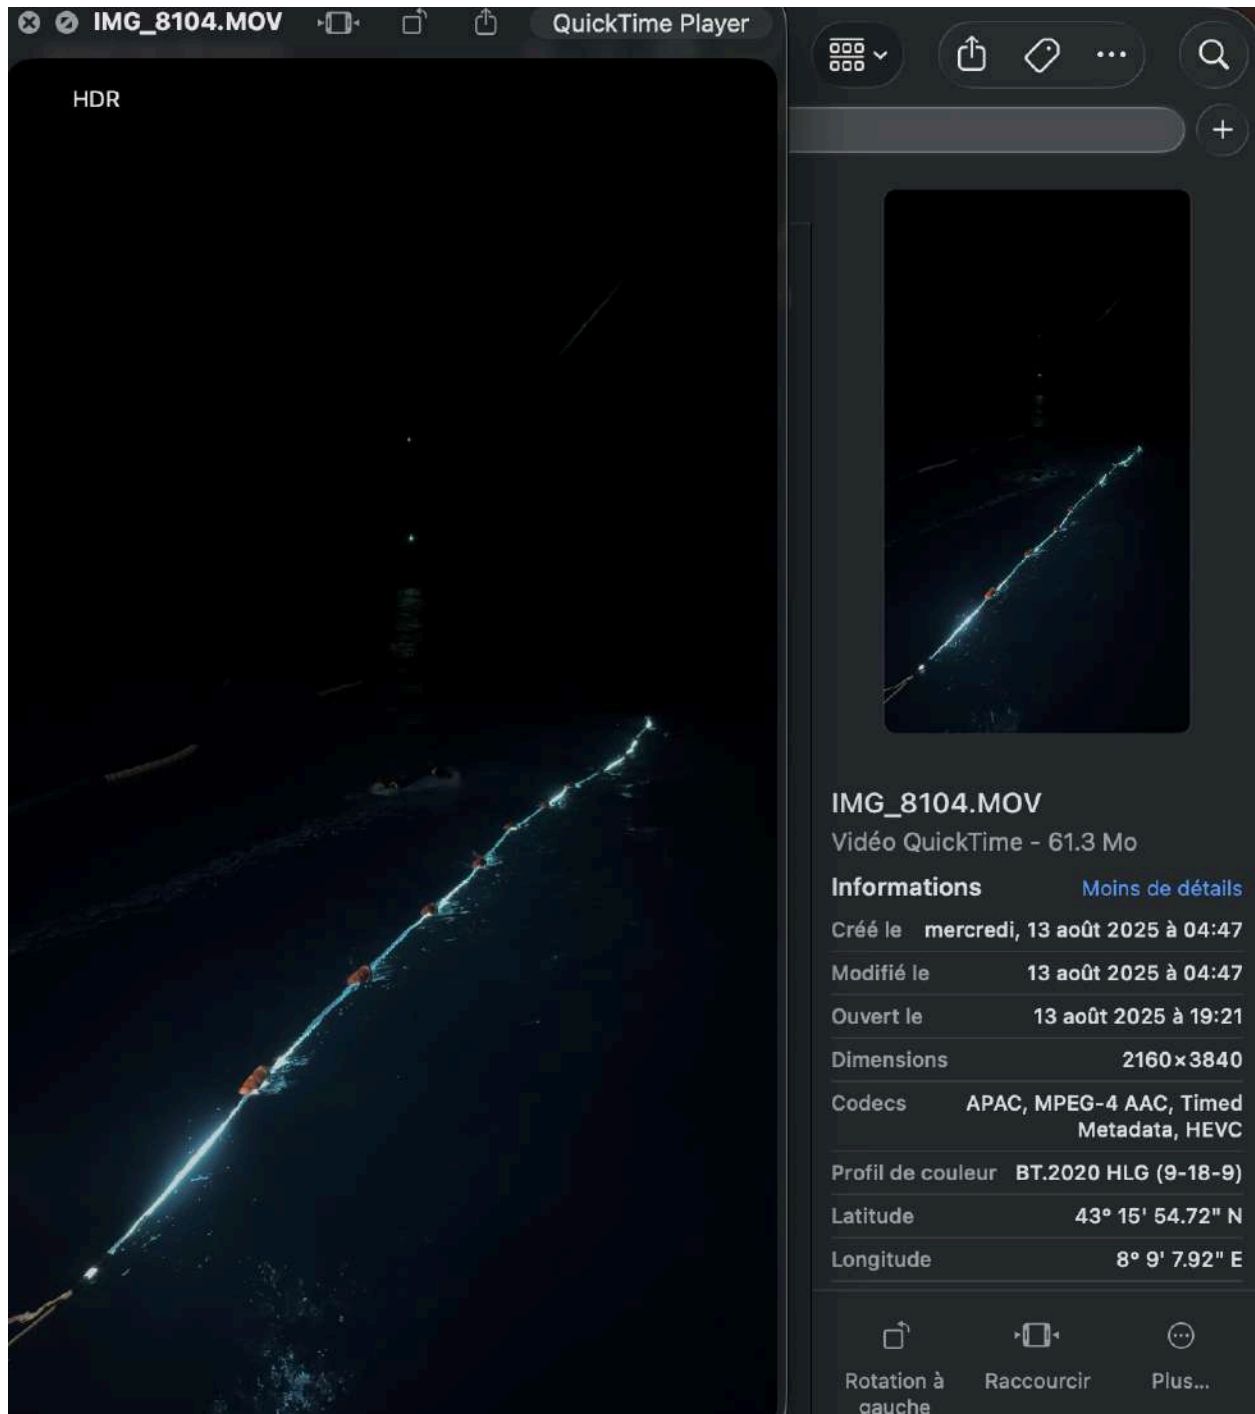 IMG_8104.MOV
QuickTime Player
HDR
IMG_8104.MOV
Vidéo QuickTime - 61.3 Mo
Informations
Moins de détails
Créé le mercredi, 13 août 2025 à 04:47
Modifié le 13 août 2025 à 04:47
Ouvert le 13 août 2025 à 19:21
Dimensions 2160×3840
Codecs APAC, MPEG-4 AAC, Timed
Metadata, HEVC
Profil de couleur BT.2020 HLG (9-18-9)
Latitude 43° 15' 54.72" N
Longitude 8° 9' 7.92" E
Rotation à
gauche
Raccourcir
Plus...